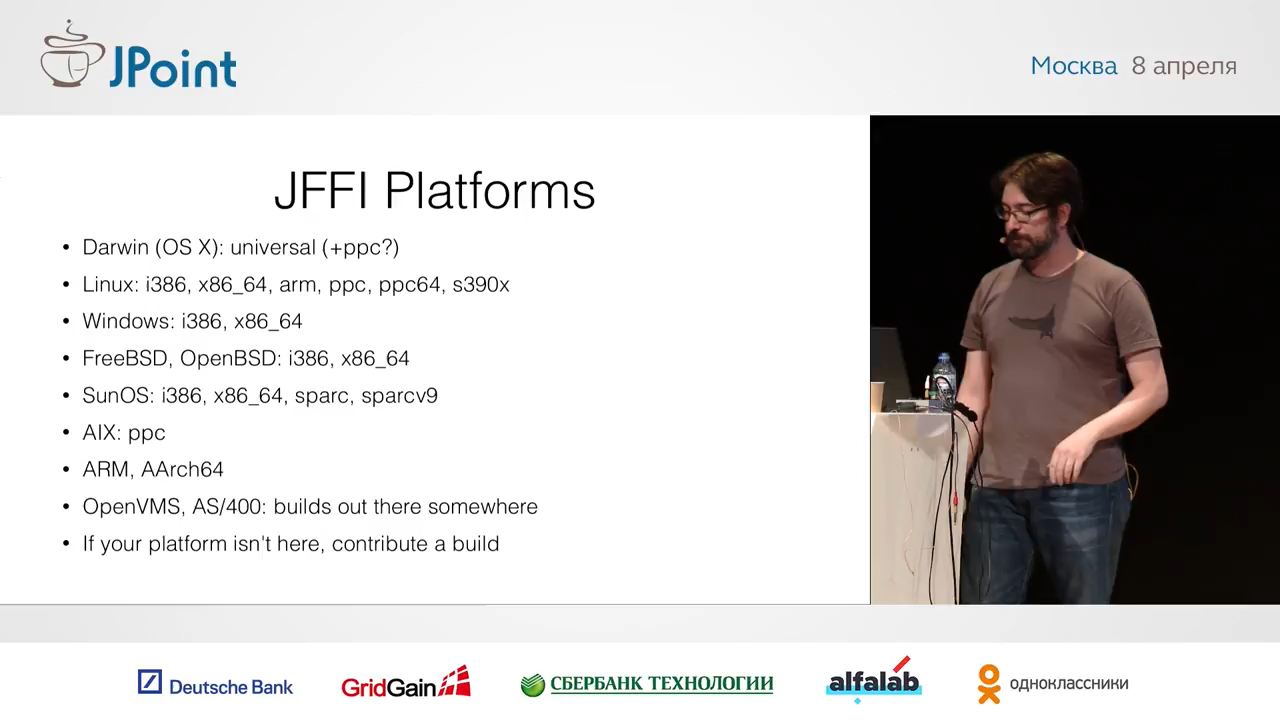 JPoint
Москва 8 апреля
JFFI Platforms
• Darwin (OS X): universal (+ppc?)
• Linux: i386, x86_64, arm, ppc, ppc64, s390x
• Windows: i386, x86_64
• FreeBSD, OpenBSD: i386, x86_64
• SunOS: i386, x86_64, sparc, sparcv9
• AIX: ppc
• ARM, AArch64
• OpenVMS, AS/400: builds out there somewhere
• If your platform isn't here, contribute a build
Deutsche Bank
GridGain
СБЕРБАНК ТЕХНОЛОГИИ
alfalab
одноклассники